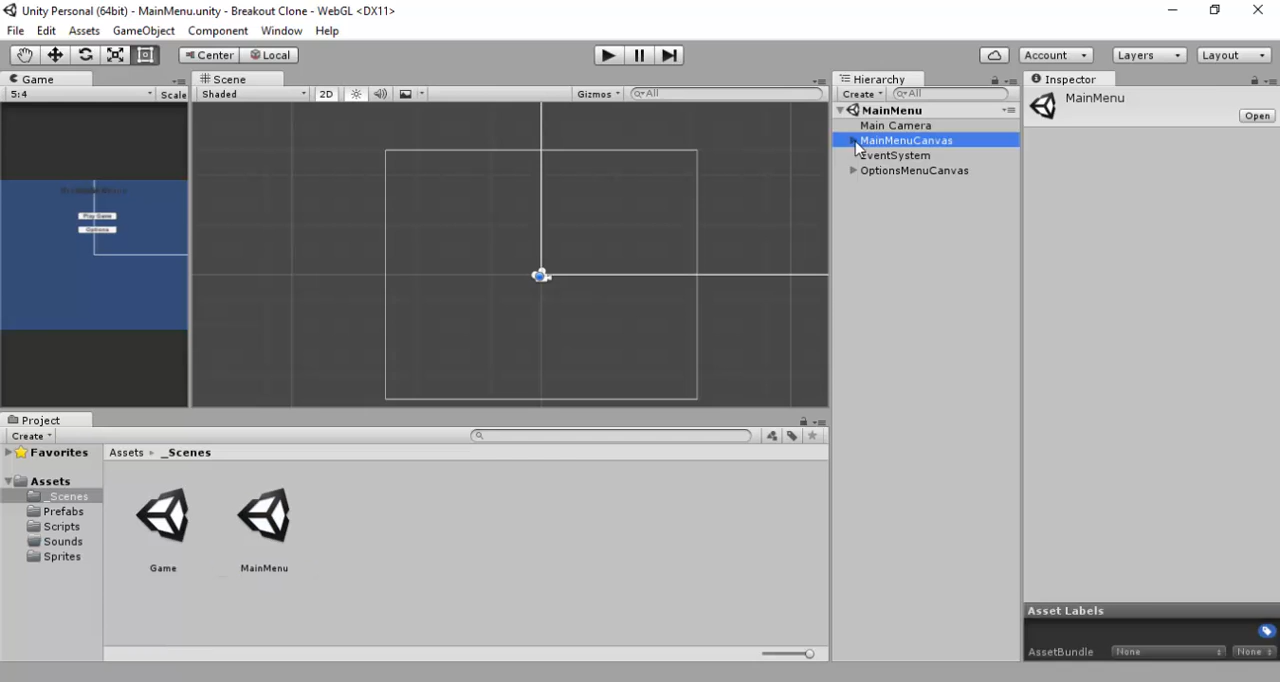 Unity Personal (64bit) - MainMenu.unity - Breakout Clone - WebGL <DX11>
File Edit Assets GameObject Component Window Help
Center Local Account Layers Layout
Game Scene Hierarchy Inspector
5:4 Scale Shaded 2D Gizmos All Create All
MainMenu
Open
MainMenu
Main Camera
MainMenuCanvas
EventSystem
OptionsMenuCanvas
Play Game
Options
Project
Create
Favorites
Assets
_Scenes
Prefabs
Scripts
Sounds
Sprites
Assets _Scenes
Game MainMenu
Asset Labels
AssetBundle None None